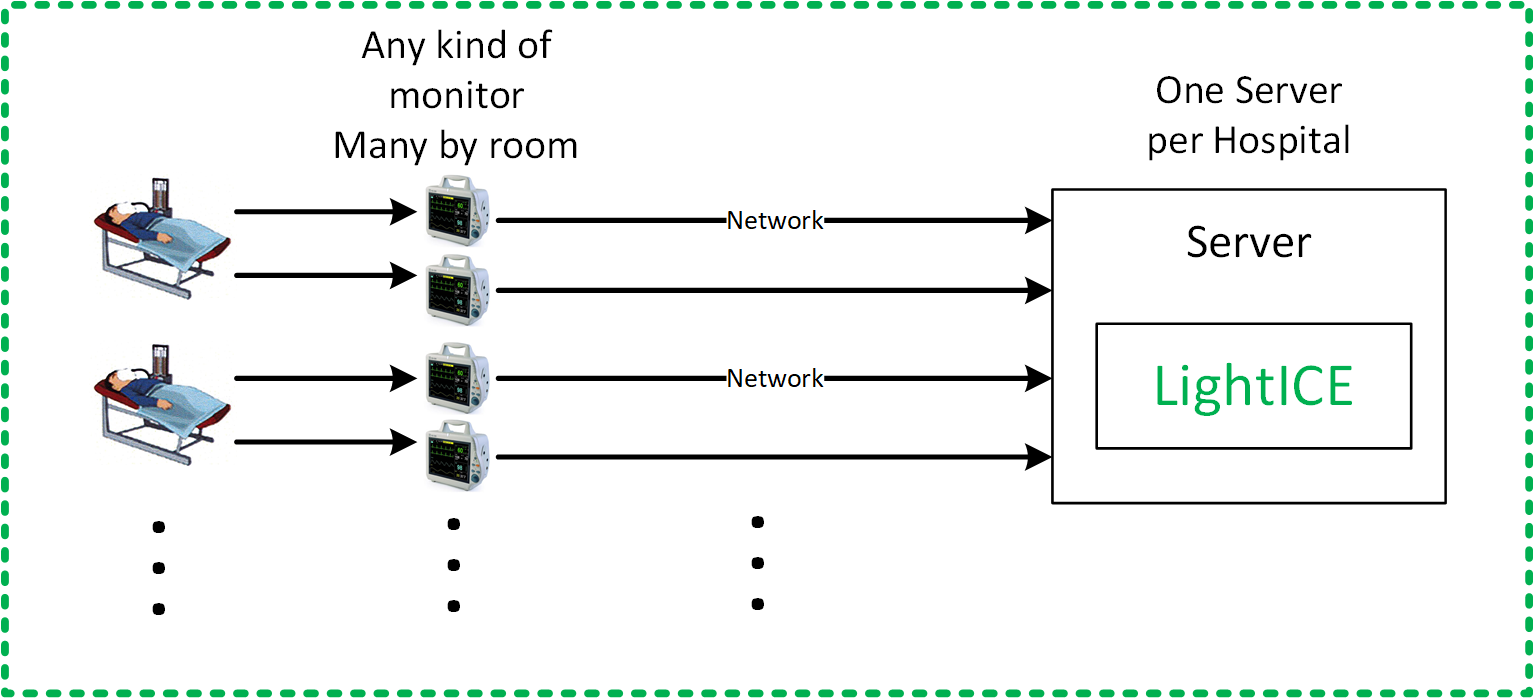 Any kind of
monitor
Many by room
One Server
per Hospital
Network
Server
Network
LightICE